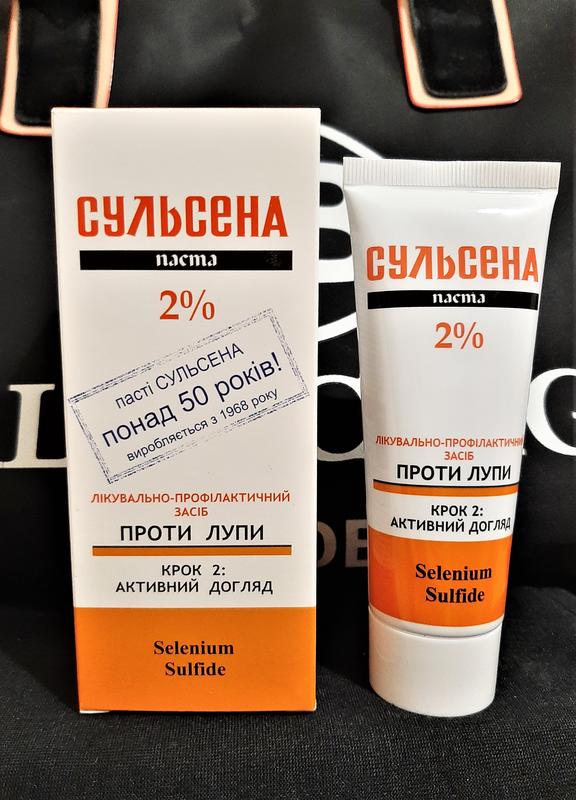 СУЛЬСЕНА
паста
2%
пасті СУЛЬСЕНА
понад 50 років!
виробляється з 1968 року
ЛІКУВАЛЬНО-ПРОФІЛАКТИЧНИЙ
ЗАСІБ
ПРОТИ ЛУПИ
КРОК 2:
АКТИВНИЙ ДОГЛЯД
Selenium
Sulfide
СУЛЬСЕНА
паста
2%
ЛІКУВАЛЬНО-ПРОФІЛАКТИЧНИЙ
ЗАСІБ
ПРОТИ ЛУПИ
КРОК 2:
АКТИВНИЙ ДОГЛЯД
Selenium
Sulfide